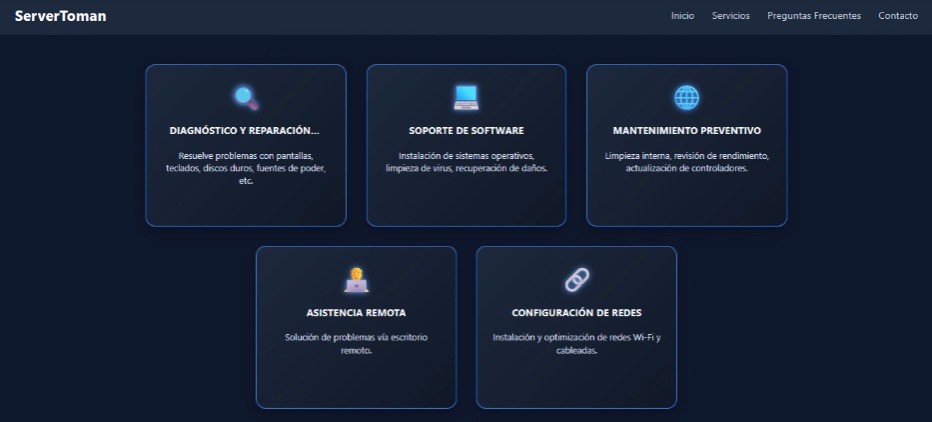 ServerToman
Inicio Servicios Preguntas Frecuentes Contacto
DIAGNÓSTICO Y REPARACIÓN...
Resuelve problemas con pantallas,
teclados, discos duros, fuentes de poder,
etc.
SOPORTE DE SOFTWARE
Instalación de sistemas operativos,
limpieza de virus, recuperación de daños.
MANTENIMIENTO PREVENTIVO
Limpieza interna, revisión de rendimiento,
actualización de controladores.
ASISTENCIA REMOTA
Solución de problemas vía escritorio
remoto.
CONFIGURACIÓN DE REDES
Instalación y optimización de redes Wi-Fi y
cableadas.